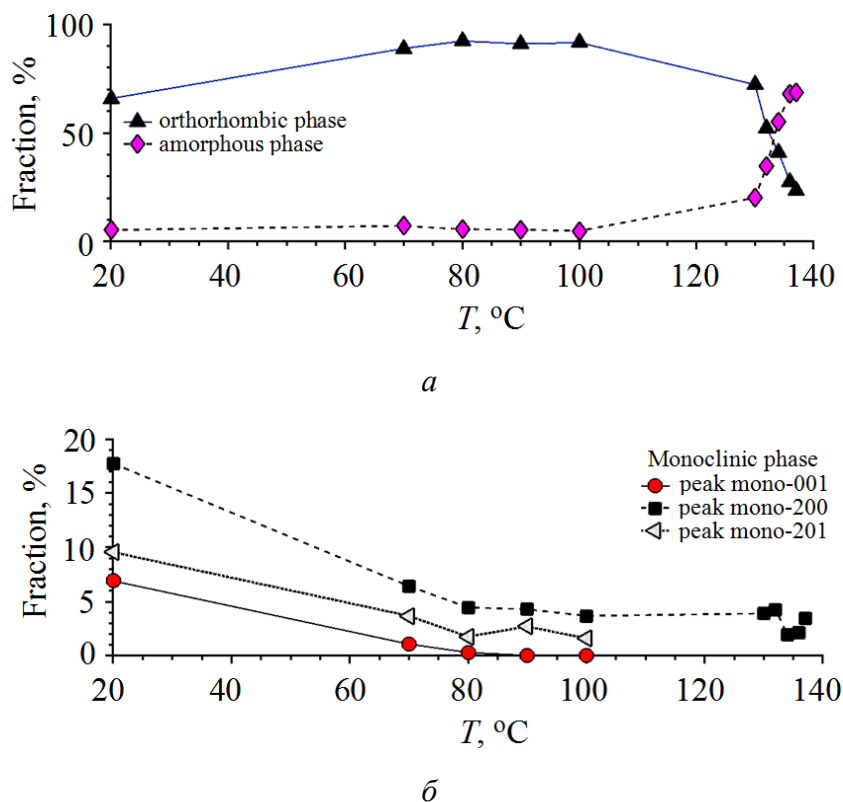 100
50
0
Fraction, %
orthorhombic phase
amorphous phase
20 40 60 80 100 120 140
T, °C
а
20
15
10
5
0
Fraction, %
Monoclinic phase
peak mono-001
peak mono-200
peak mono-201
20 40 60 80 100 120 140
T, °C
б